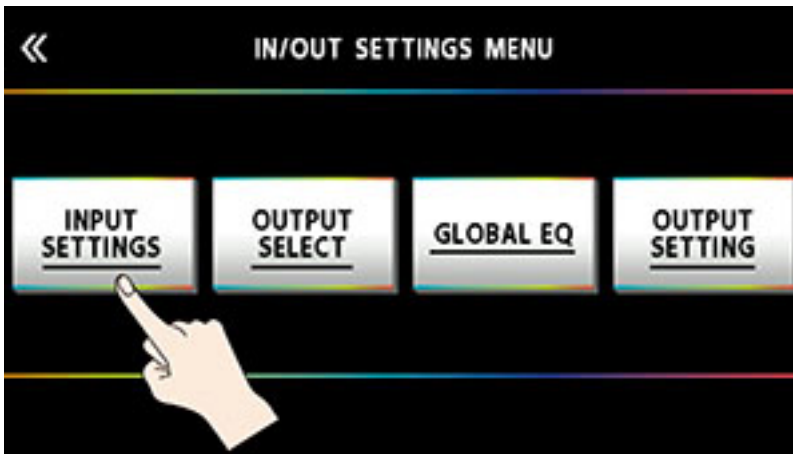 IN/OUT SETTINGS MENU
INPUT
SETTINGS
OUTPUT
SELECT
GLOBAL EQ
OUTPUT
SETTING